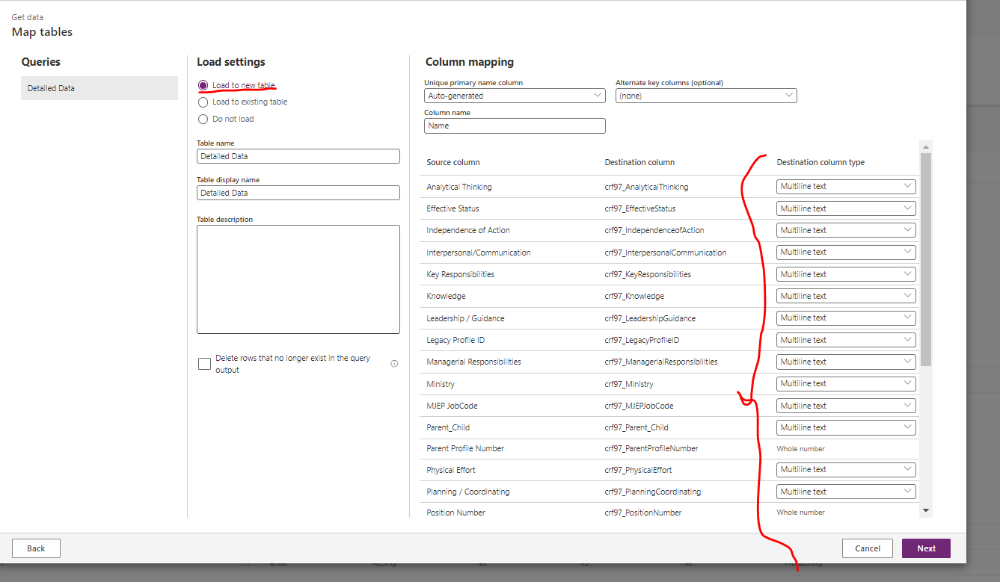 Get data
Map tables
Queries
Detailed Data
Load settings
Load to new table
Load to existing table
Do not load
Table name
Detailed Data
Table display name
Detailed Data
Table description
Delete rows that no longer exist in the query
output
Column mapping
Unique primary name column
Alternate key columns (optional)
Auto-generated
(none)
Column name
Name
Source column Destination column Destination column type
Analytical Thinking crf97_AnalyticalThinking Multiline text
Effective Status crf97_EffectiveStatus Multiline text
Independence of Action crf97_IndependenceofAction Multiline text
Interpersonal/Communication crf97_InterpersonalCommunication Multiline text
Key Responsibilities crf97_KeyResponsibilities Multiline text
Knowledge crf97_Knowledge Multiline text
Leadership / Guidance crf97_LeadershipGuidance Multiline text
Legacy Profile ID crf97_LegacyProfileID Multiline text
Managerial Responsibilities crf97_ManagerialResponsibilities Multiline text
Ministry crf97_Ministry Multiline text
MJEP JobCode crf97_MJEPJobCode Multiline text
Parent_Child crf97_Parent_Child Multiline text
Parent Profile Number crf97_ParentProfileNumber Whole number
Physical Effort crf97_PhysicalEffort Multiline text
Planning / Coordinating crf97_PlanningCoordinating Multiline text
Position Number crf97_PositionNumber Whole number
Back
Cancel
Next